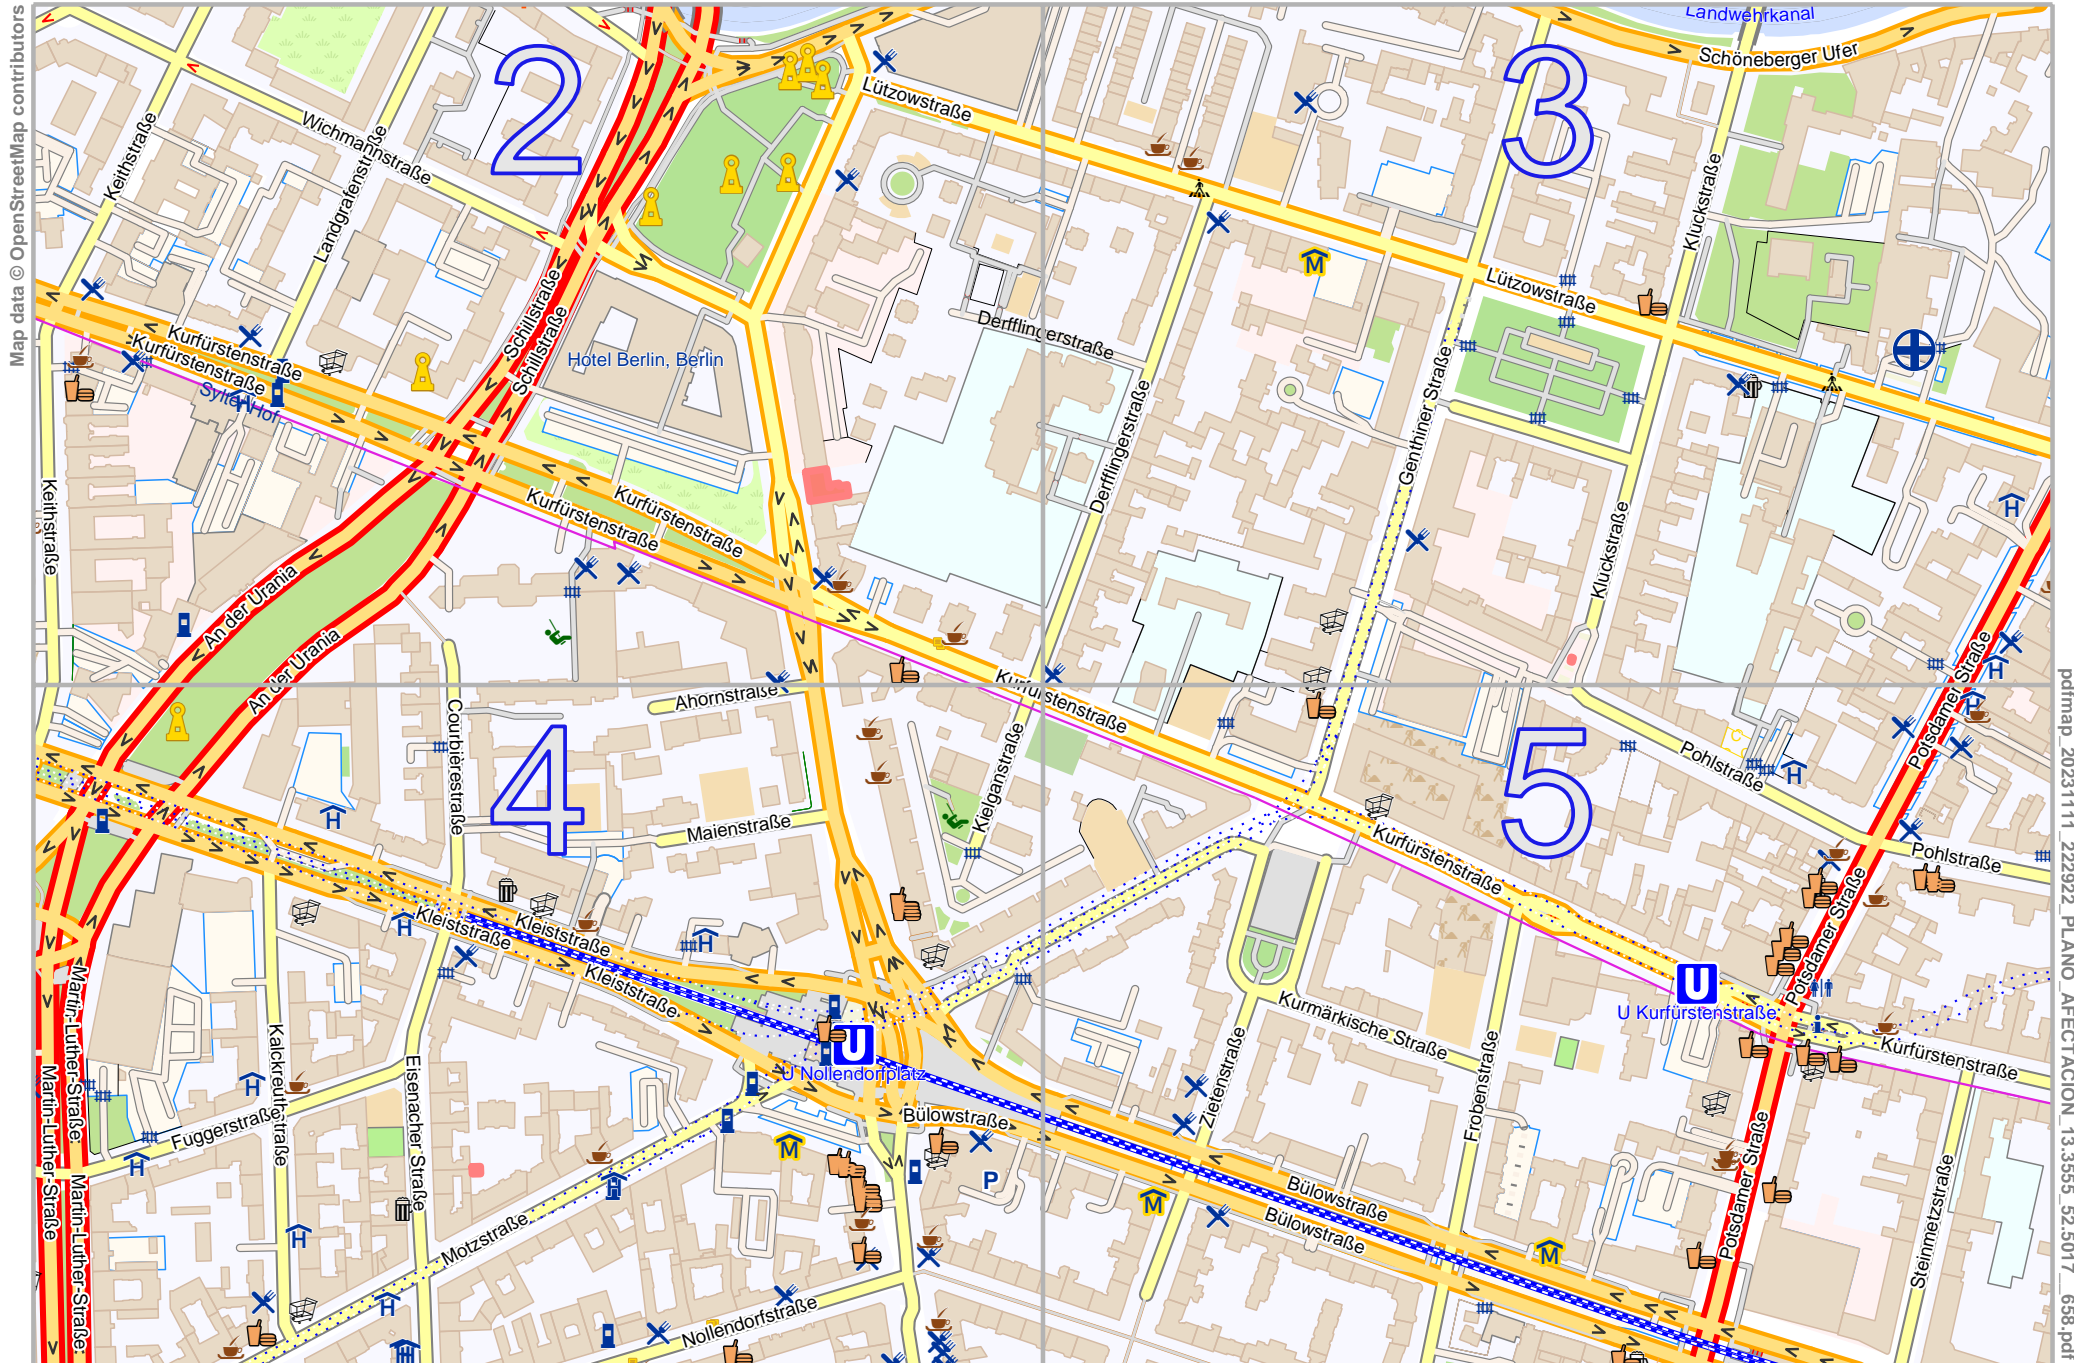 Map data © OpenStreetMap contributors
Landwehrkanal
Schöneberger Ufer
2
3
Lützowstraße
Wichmannstraße
Keithstraße
Landgrafenstraße
Kluckstraße
Lützowstraße
Schillstraße
Schillstraße
Derfflingerstraße
Kurfürstenstraße
Kurfürstenstraße
Hotel Berlin, Berlin
Sylter Hof
Genthiner Straße
Derfflingerstraße
Keithstraße
Kurfürstenstraße
Kurfürstenstraße
Kluckstraße
An der Urania
An der Urania
Potsdamer Straße
Kurfürstenstraße
Ahornstraße
Courbièrestraße
4
5
Kielganstraße
Pohlstraße
Maienstraße
Kurfürstenstraße
Pohlstraße
Potsdamer Straße
Kleiststraße
Kleiststraße
Kleiststraße
U
U Kurfürstenstraße
Kurmärkische Straße
Martin-Luther-Straße
Kalckreuthstraße
Eisenacher Straße
U
U Nollendorfplatz
Zietenstraße
Frobenstraße
Kurfürstenstraße
Bülowstraße
Fuggerstraße
Martin-Luther-Straße
Martin-Luther-Straße
P
Motzstraße
Bülowstraße
Bülowstraße
Potsdamer Straße
Steinmetzstraße
Nollendorfstraße
pdfmap_20231111_222922_PLANO_AFECTACION_13.3555_52.5017__658.pdf